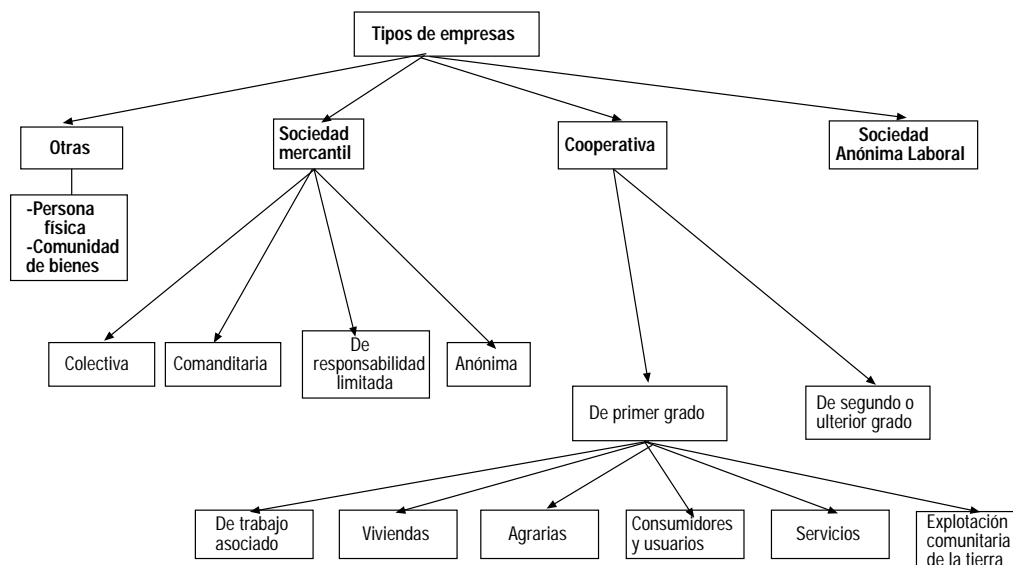 Tipos de empresas
Otras
Sociedad
mercantil
Cooperativa
Sociedad
Anónima Laboral
-Persona
física
-Comunidad
de bienes
Colectiva
Comanditaria
De
responsabilidad
limitada
Anónima
De primer grado
De segundo o
ulterior grado
De trabajo
asociado
Viviendas
Agrarias
Consumidores
y usuarios
Servicios
Explotación
comunitaria
de la tierra